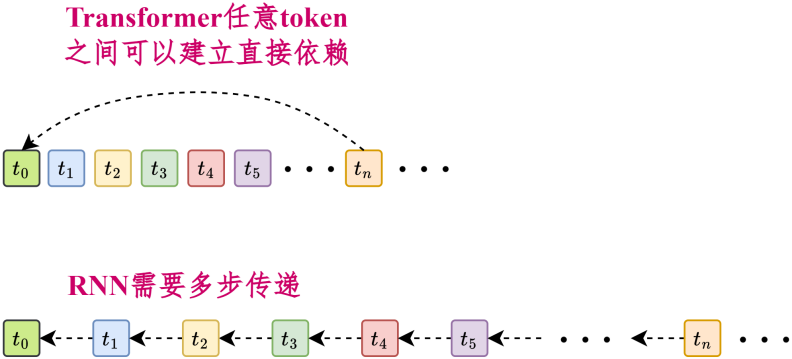 Transformer任意token
之间可以建立直接依赖
t₀ t₁ t₂ t₃ t₄ t₅ ••• tₙ •••
RNN需要多步传递
t₀ t₁ t₂ t₃ t₄ t₅ ••• tₙ •••